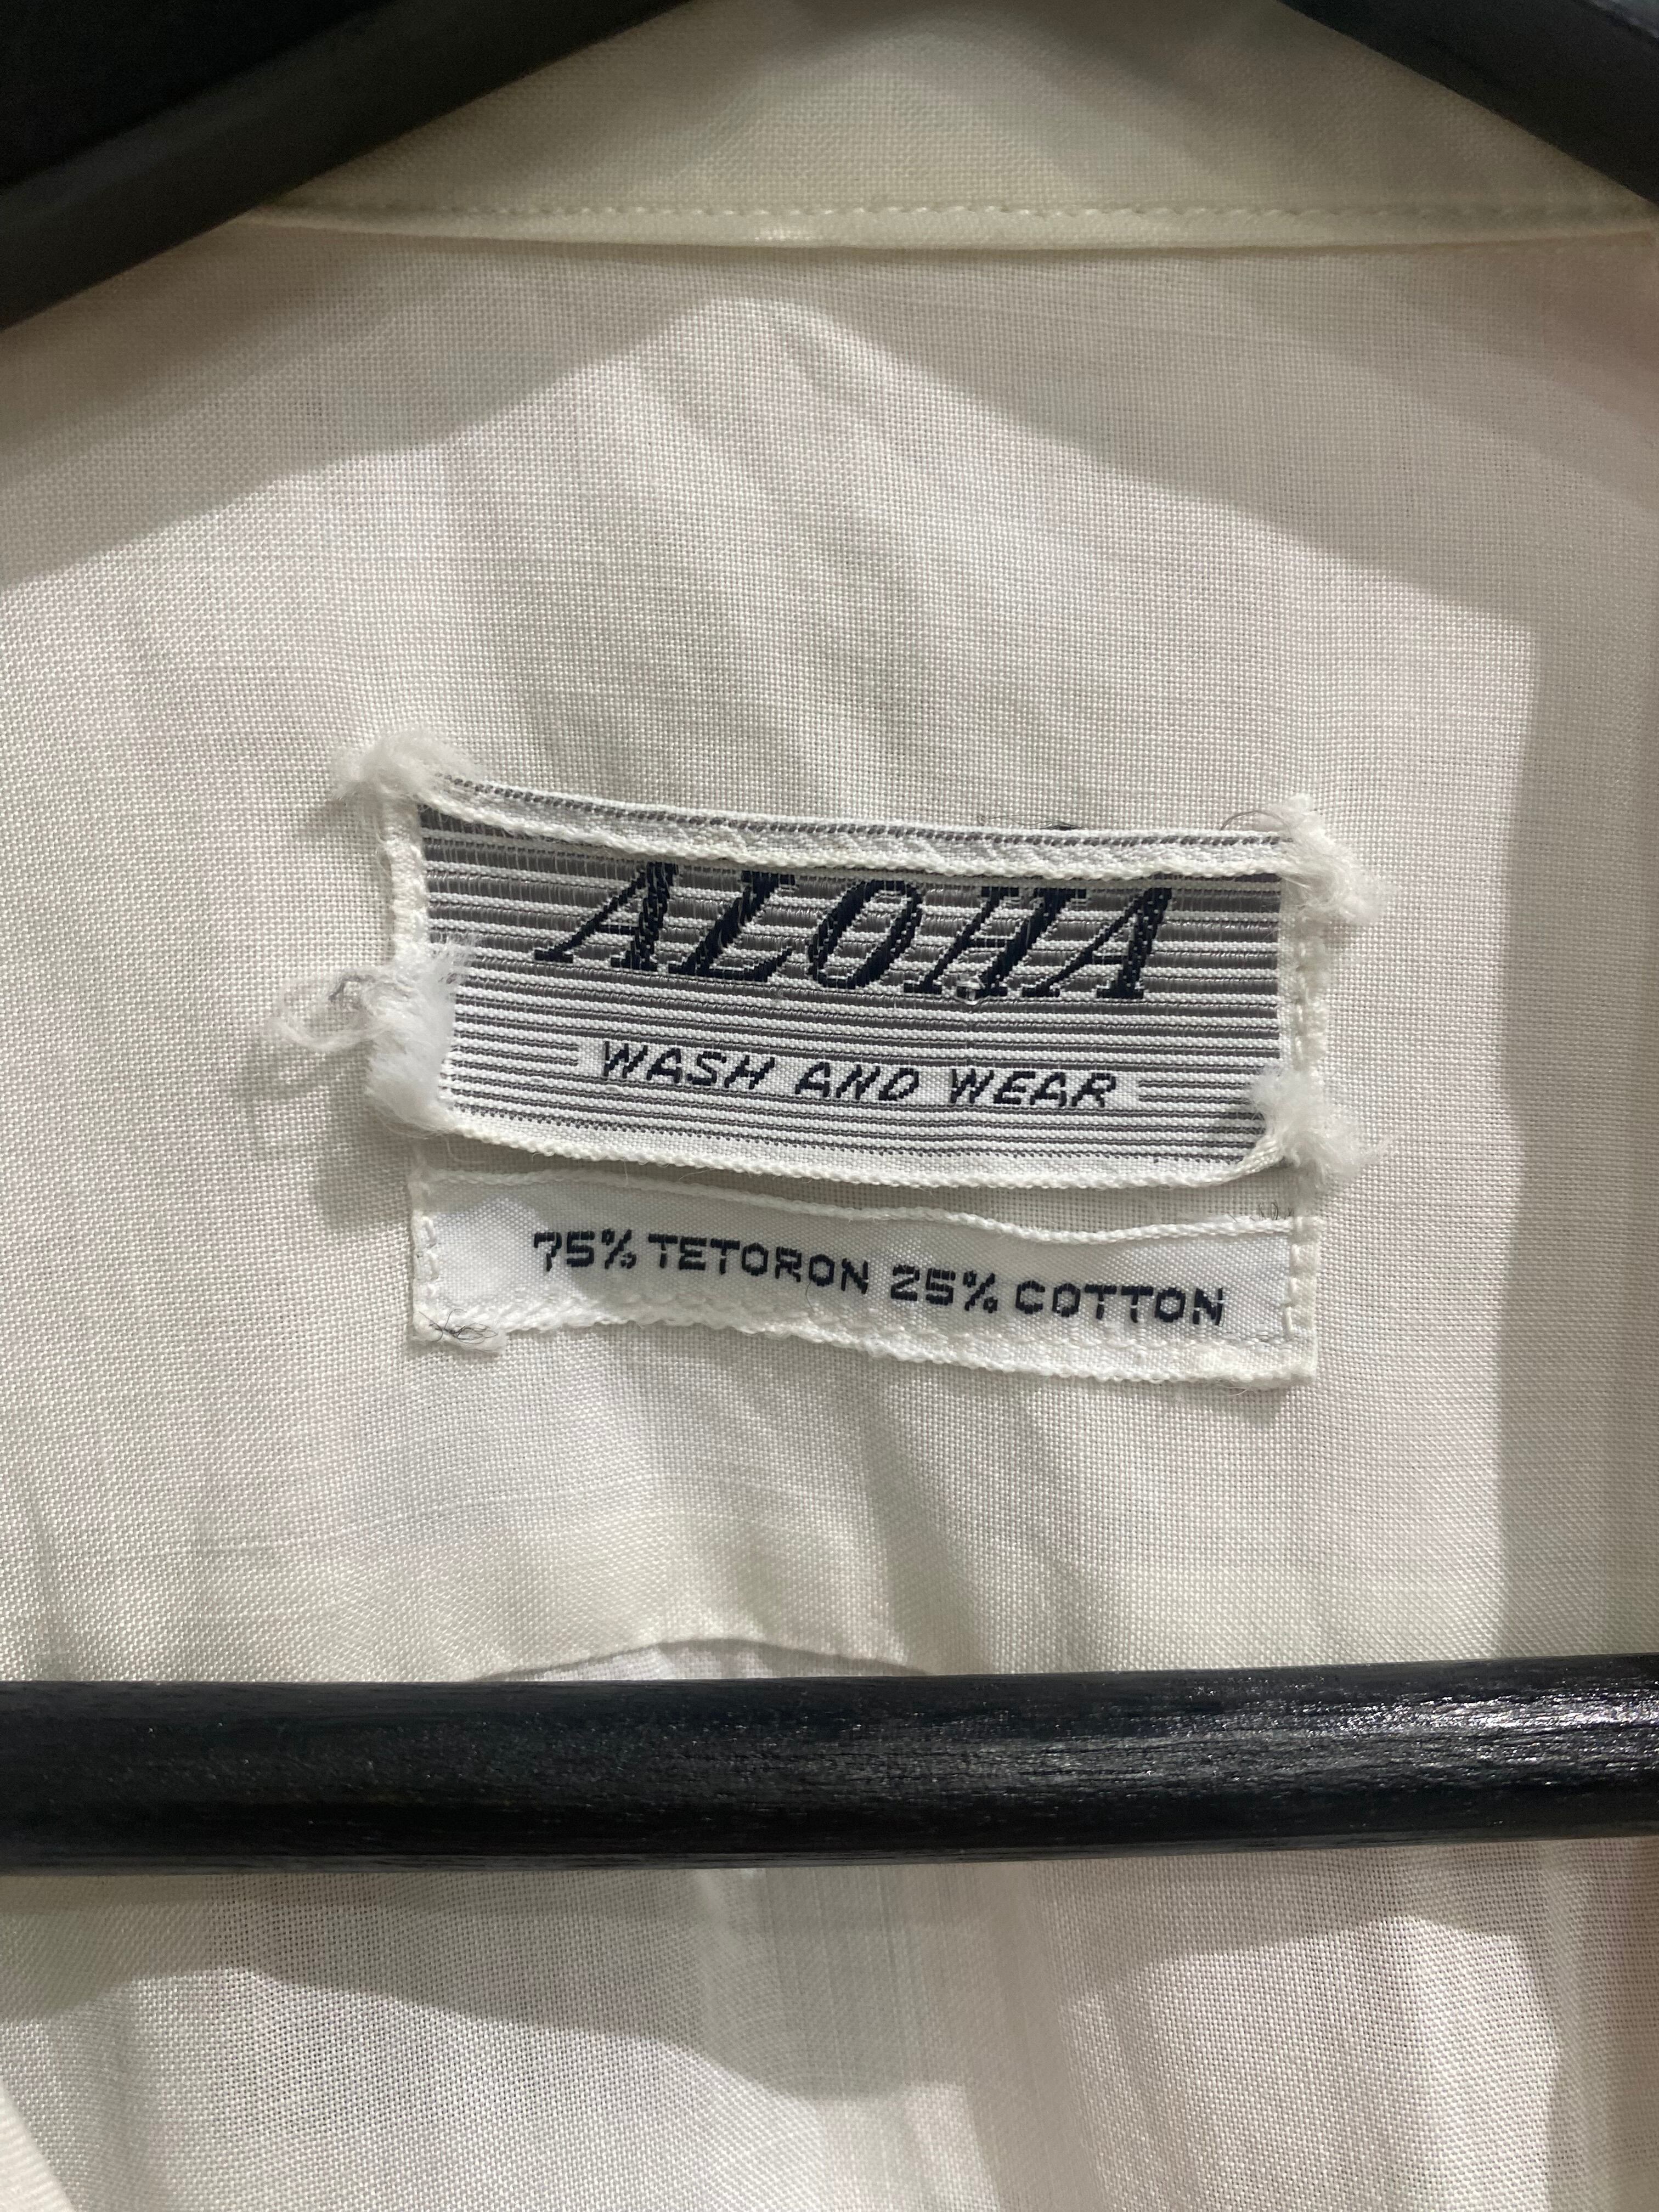 ALOHA
WASH AND WEAR
75% TETORON 25% COTTON